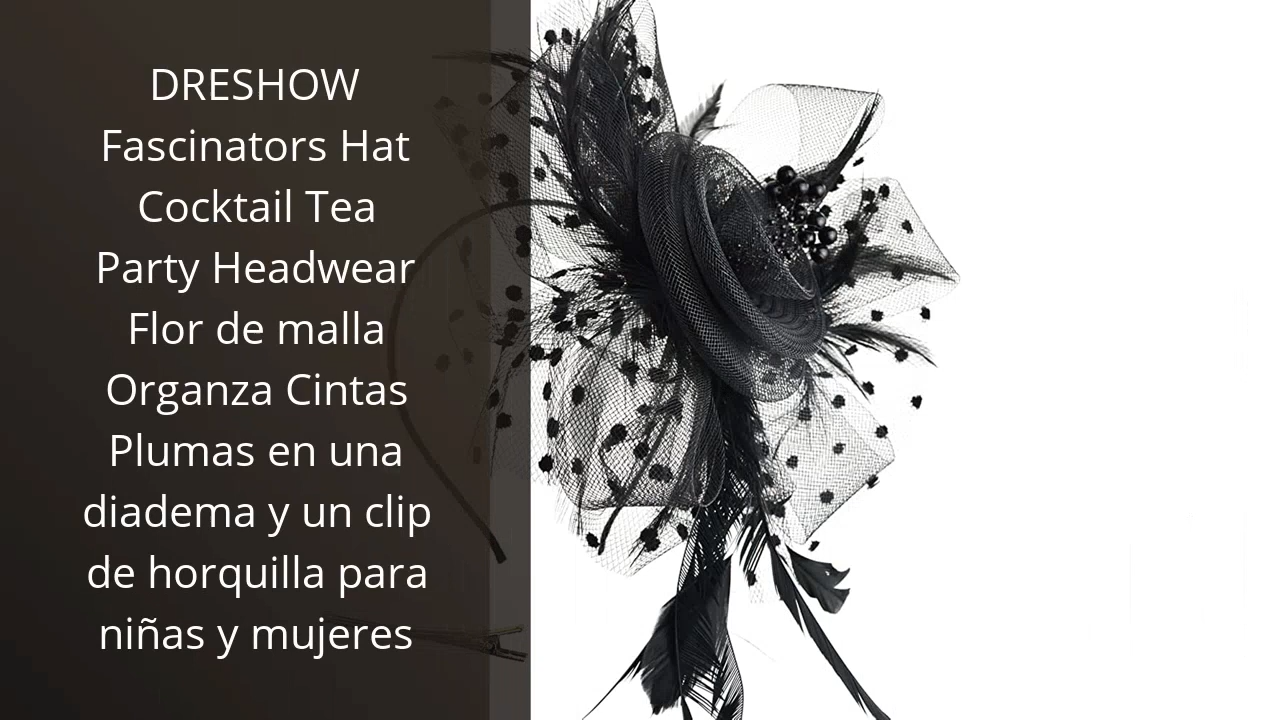 DRESHOW
Fascinators Hat
Cocktail Tea
Party Headwear
Flor de malla
Organza Cintas
Plumas en una
diadema y un clip
de horquilla para
niñas y mujeres